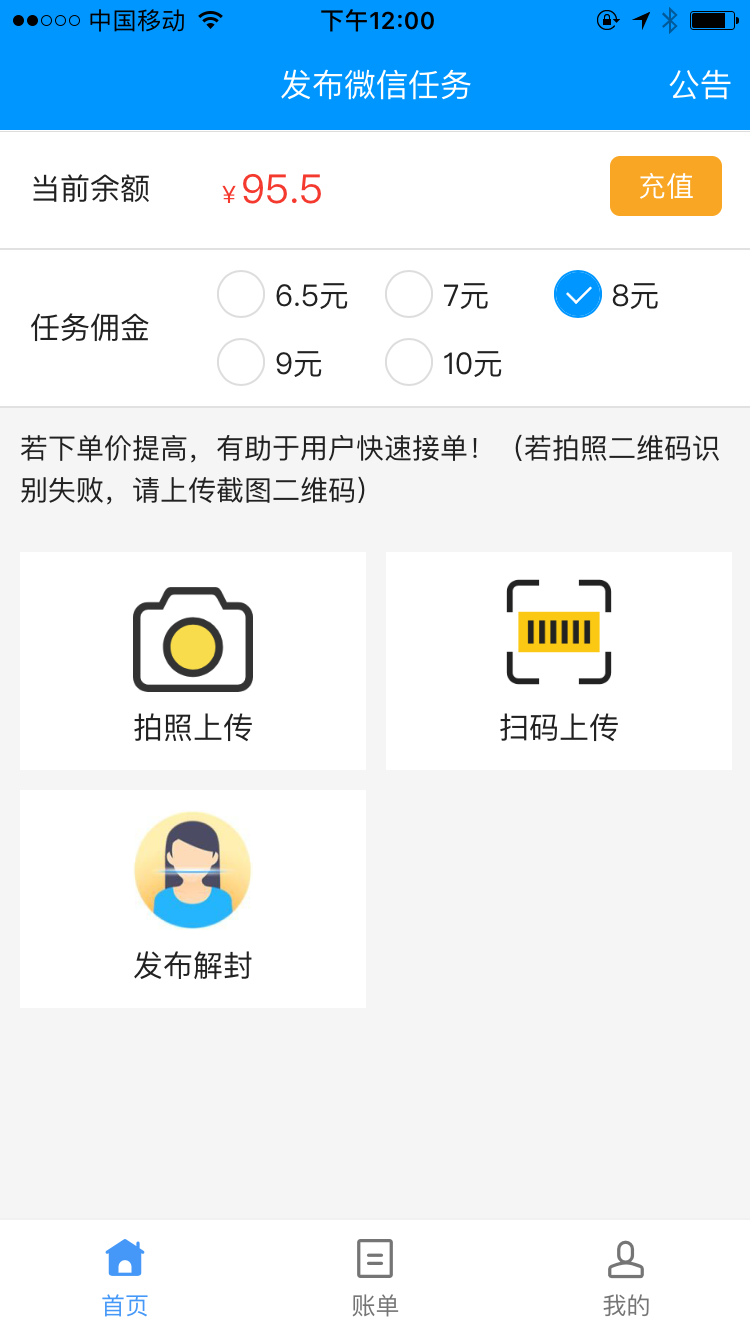 中国移动 下午12:00
发布微信任务 公告
当前余额 ¥95.5 充值
6.5元 7元 8元
任务佣金
9元 10元
若下单价提高，有助于用户快速接单！（若拍照二维码识
别失败，请上传截图二维码）
拍照上传 扫码上传
发布解封
首页 账单 我的